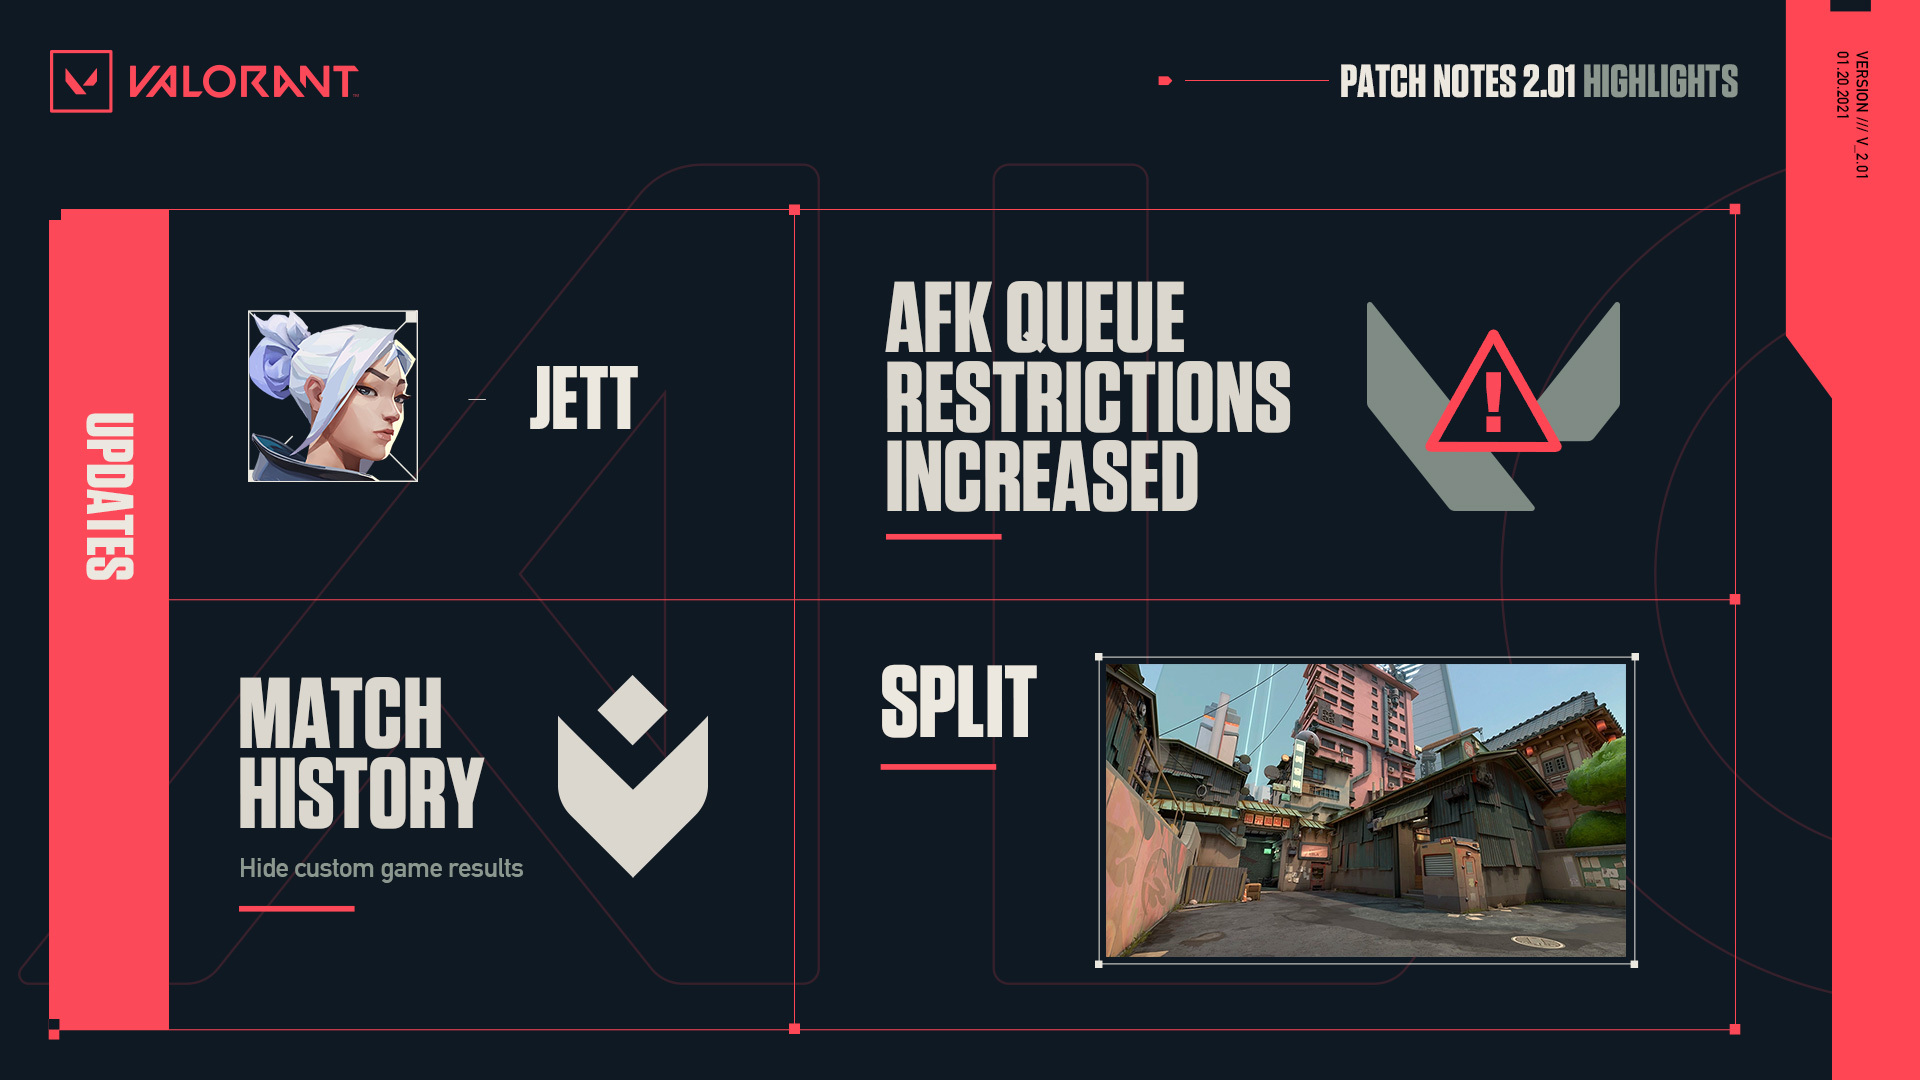 VALORANT
PATCH NOTES 2.01 HIGHLIGHTS
VERSION /// V_2.01
01.20.2021
UPDATES
JETT
AFK QUEUE
RESTRICTIONS
INCREASED
MATCH
HISTORY
Hide custom game results
SPLIT